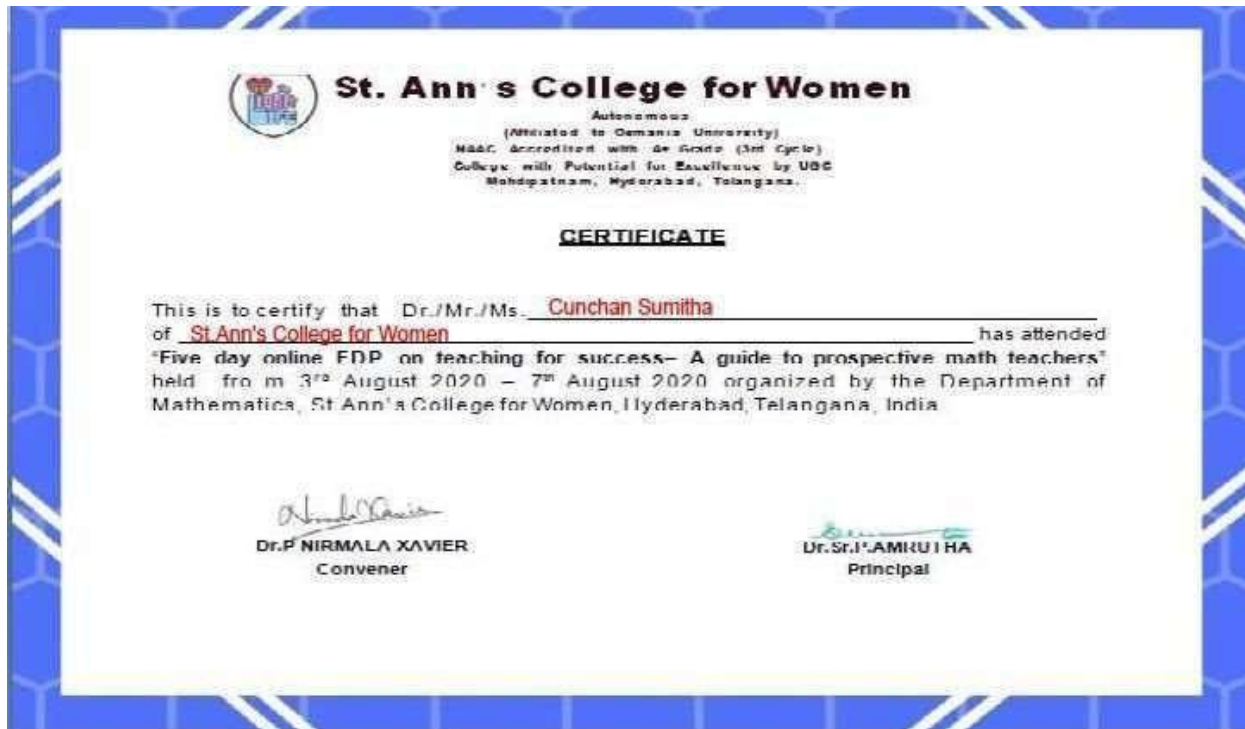 St. Ann's College for Women
Autonomous
(Affiliated to Osmania University)
NAAC Accredited with A+ Grade (3rd Cycle)
College with Potential for Excellence by UGC
Mehdipatnam, Hyderabad, Telangana.
CERTIFICATE
This is to certify that Dr./Mr./Ms. Cunchan Sumitha
of St.Ann's College for Women has attended
"Five day online FDP on teaching for success– A guide to prospective math teachers"
held fro m 3rd August 2020 – 7th August 2020 organized by the Department of
Mathematics, St Ann's College for Women, Hyderabad, Telangana, India
Dr.P NIRMALA XAVIER
Convener
Dr.Sr.P.AMRUTHA
Principal